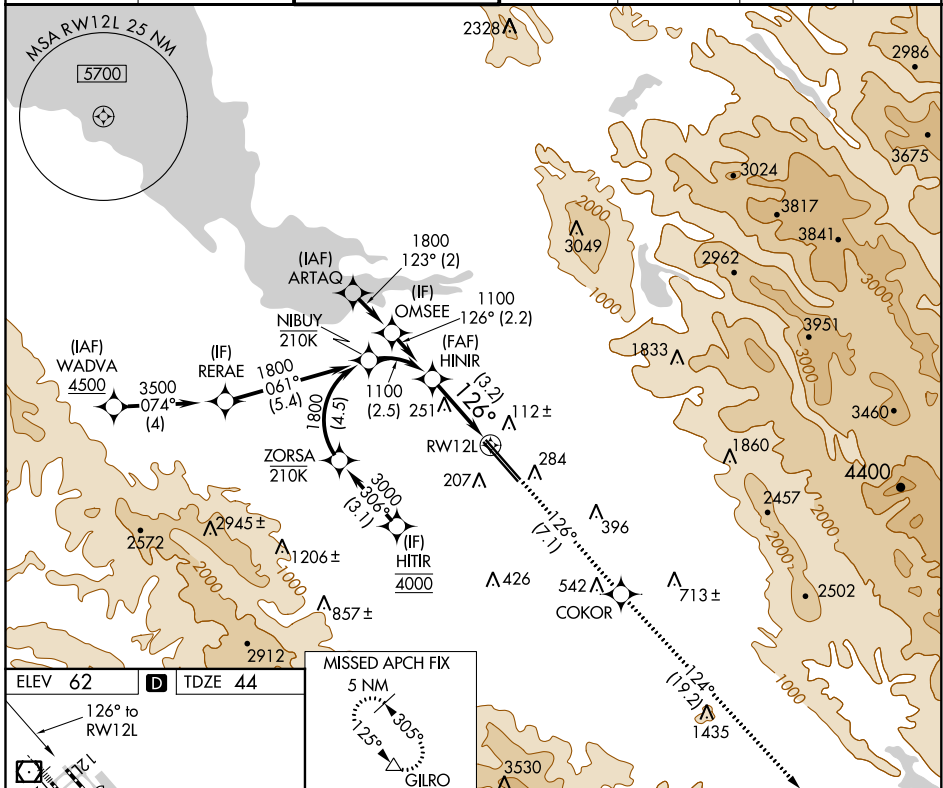 MSA RW12L 25 NM
5700
2328
2986
3675
3024
3817
3841
2000
3049
1000
2962
3000
3951
3000
1833
3460
1860
4400
2457
2000
2000
2502
1000
(IAF)
ARTAQ
1800
123° (2)
(IF)
OMSEE
1100
126° (2.2)
NIBUY
210K
(FAF)
HINIR
(IAF)
WADVA
4500
3500
074°
(4)
(IF)
RERAE
1800
061°
(5.4)
1100
(2.5)
(3.2)
126°
251
112 ±
RW12L
1800
(4.5)
ZORSA
210K
207
284
3000
306°
(3.1)
(IF)
HITIR
4000
126°
(7.1)
396
426
542
COKOR
713 ±
2945 ±
2572
1206 ±
1000
2000
857 ±
2912
124°
(19.2)
1435
3530
ELEV 62
D
TDZE 44
126° to
RW12L
12L
MISSED APCH FIX
5 NM
305°
125°
GILRO